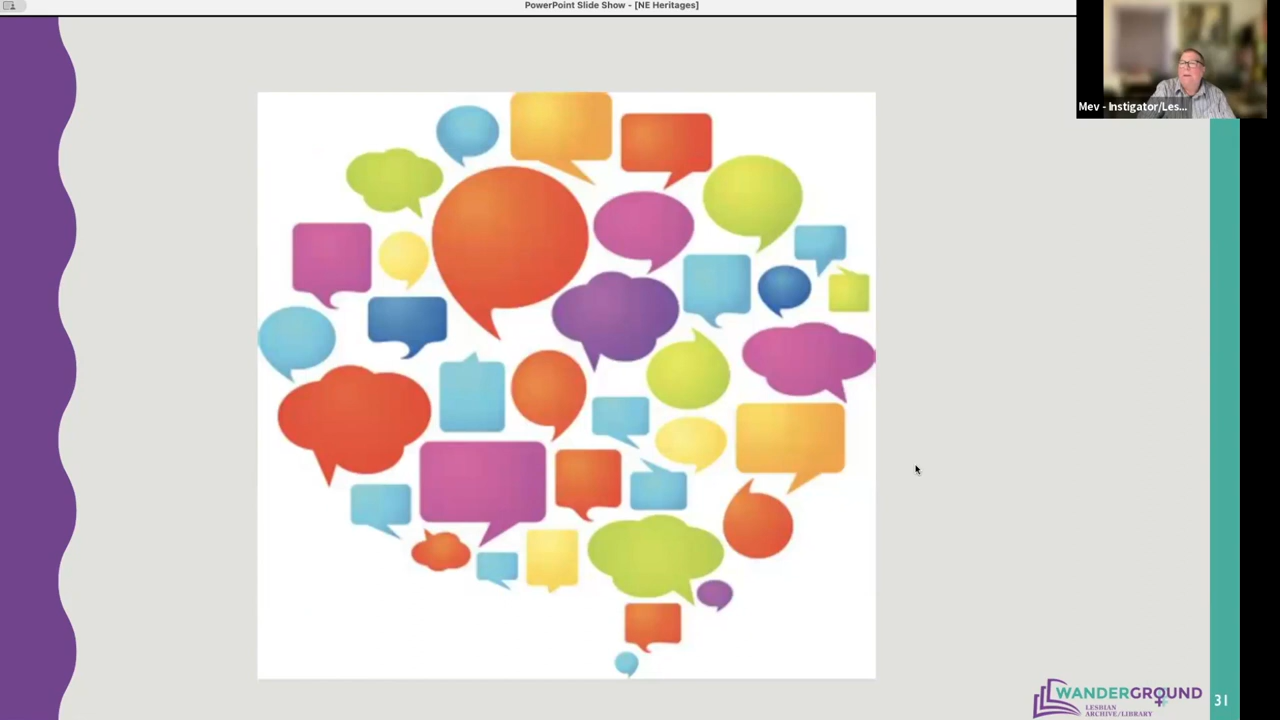 PowerPoint Slide Show - [NE Heritages]
Mev - Instigator/Les...
WANDERGROUND
LESBIAN
ARCHIVE/LIBRARY
31